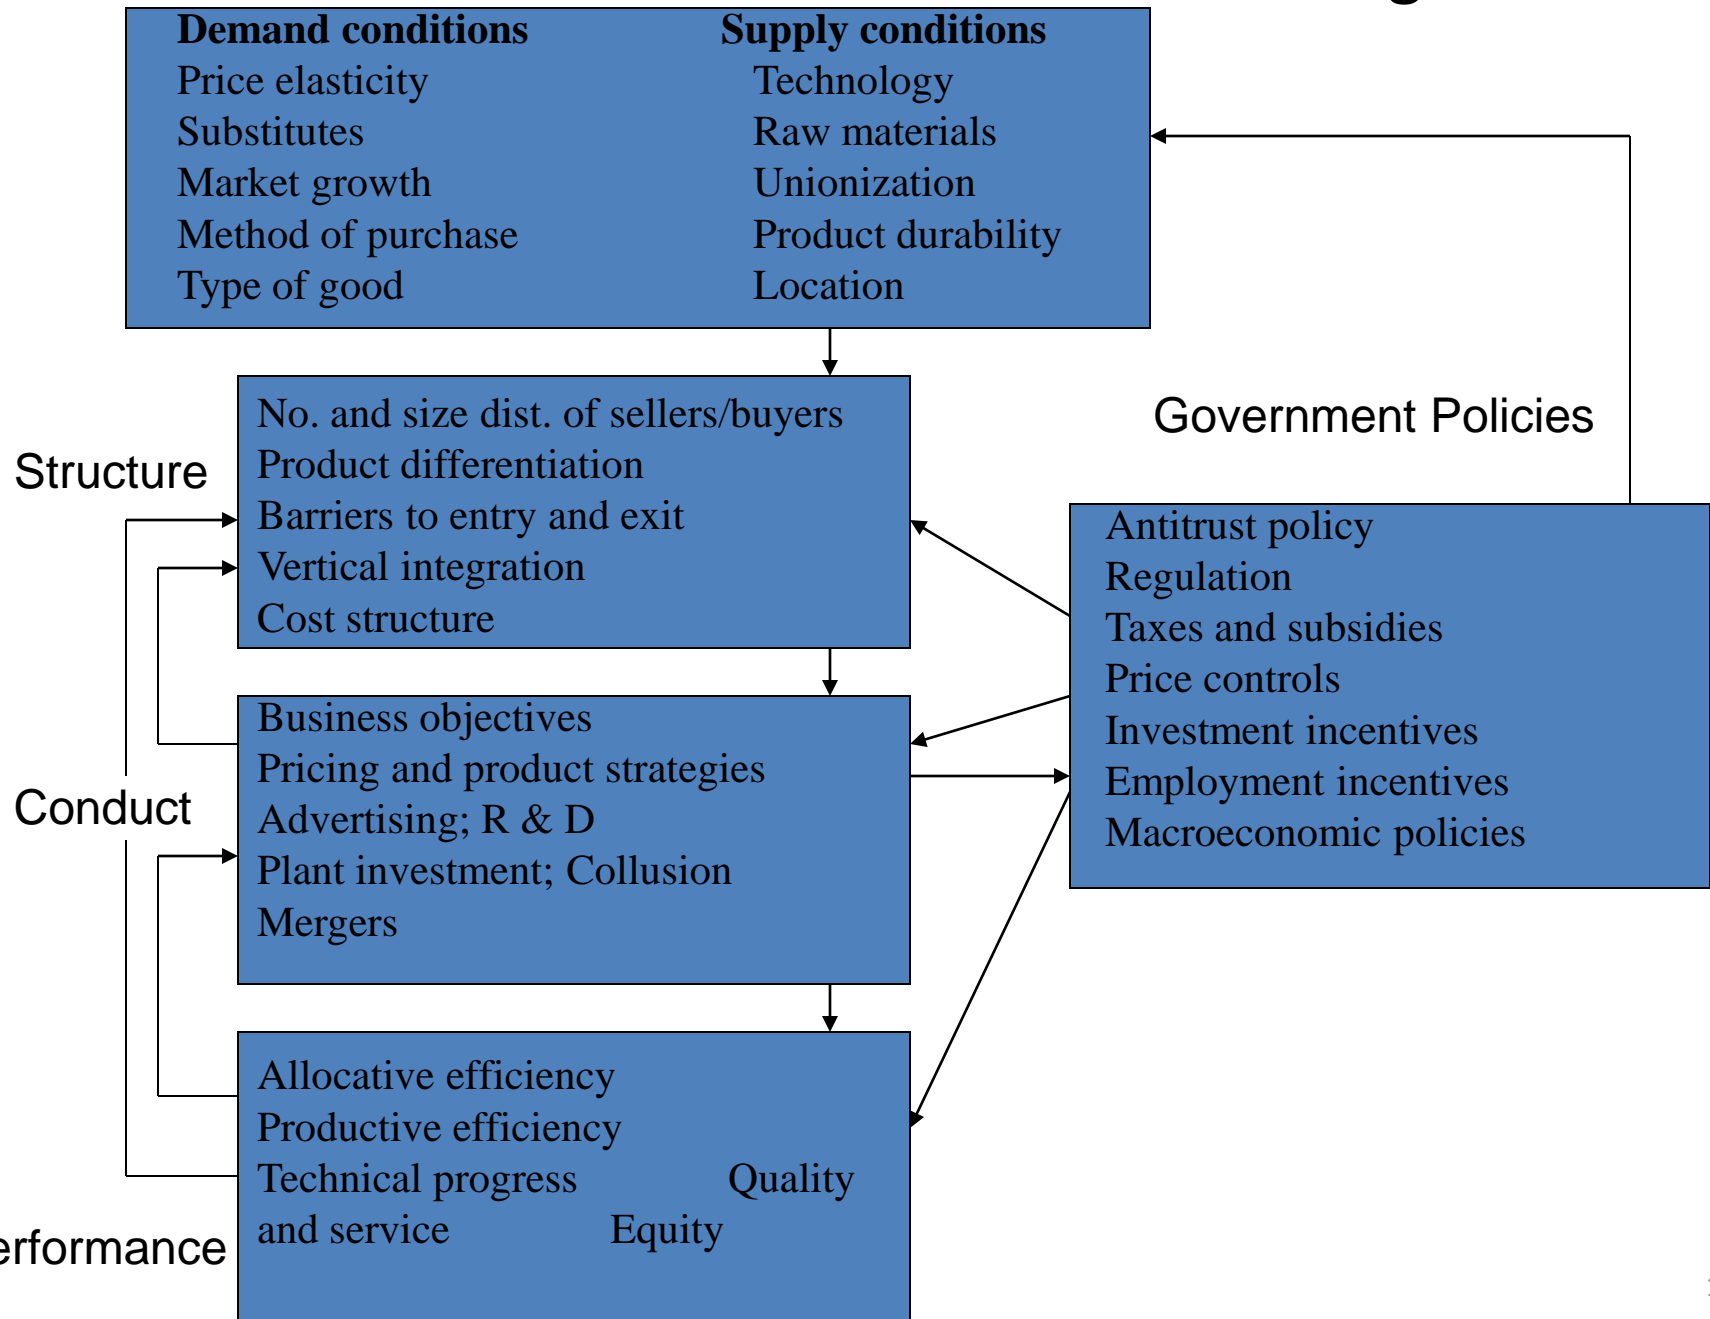 Demand conditions Supply conditions
Price elasticity Technology
Substitutes Raw materials
Market growth Unionization
Method of purchase Product durability
Type of good Location
Structure
No. and size dist. of sellers/buyers
Product differentiation
Barriers to entry and exit
Vertical integration
Cost structure
Government Policies
Antitrust policy
Regulation
Taxes and subsidies
Price controls
Investment incentives
Employment incentives
Macroeconomic policies
Conduct
Business objectives
Pricing and product strategies
Advertising; R & D
Plant investment; Collusion
Mergers
Allocative efficiency
Productive efficiency
Technical progress Quality
and service Equity
erformance